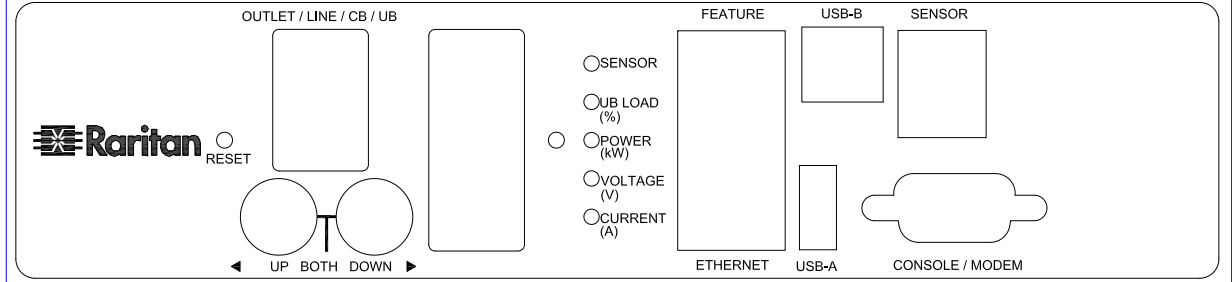 OUTLET / LINE / CB / UB
FEATURE
USB-B
SENSOR
SENSOR
UB LOAD
(%)
POWER
(kW)
VOLTAGE
(V)
CURRENT
(A)
Raritan
RESET
◄ UP BOTH DOWN ►
ETHERNET
USB-A
CONSOLE / MODEM